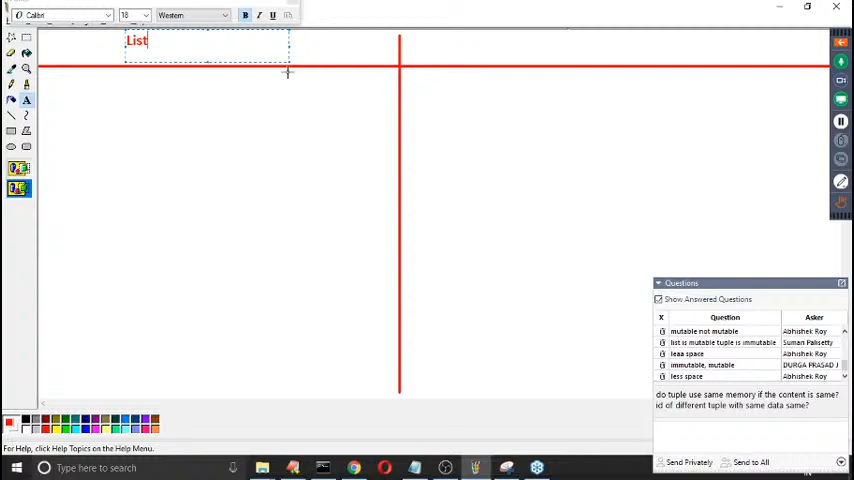 Calibri
18
Western
B
I
U
List
A
Questions
Show Answered Questions
X Question Asker
mutable not mutable Abhishek Roy
list is mutable tuple is immutable Suman Palisetty
leaa space Abhishek Roy
immutable, mutable DURGA PRASAD J
less space Abhishek Roy
do tuple use same memory if the content is same?
id of different tuple with same data same?
Send Privately Send to All
For Help, click Help Topics on the Help Menu.
Type here to search